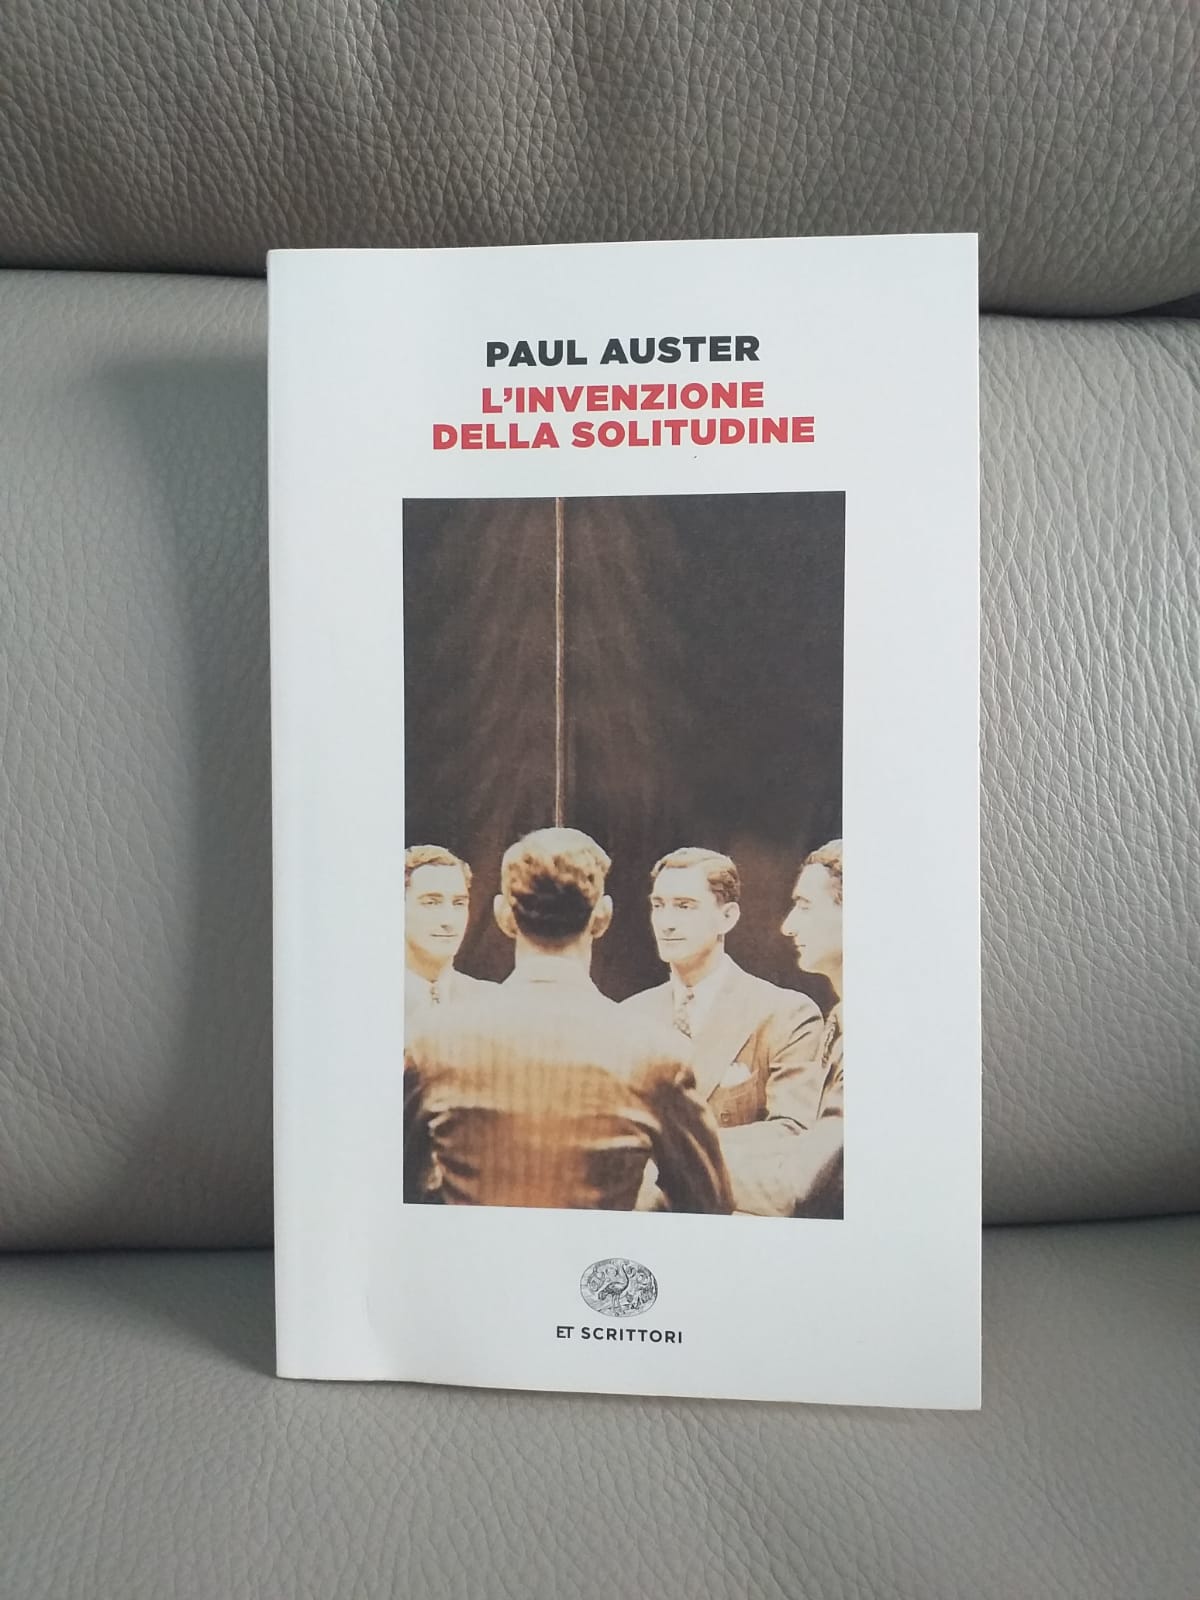 PAUL AUSTER
L'INVENZIONE
DELLA SOLITUDINE
ET SCRITTORI